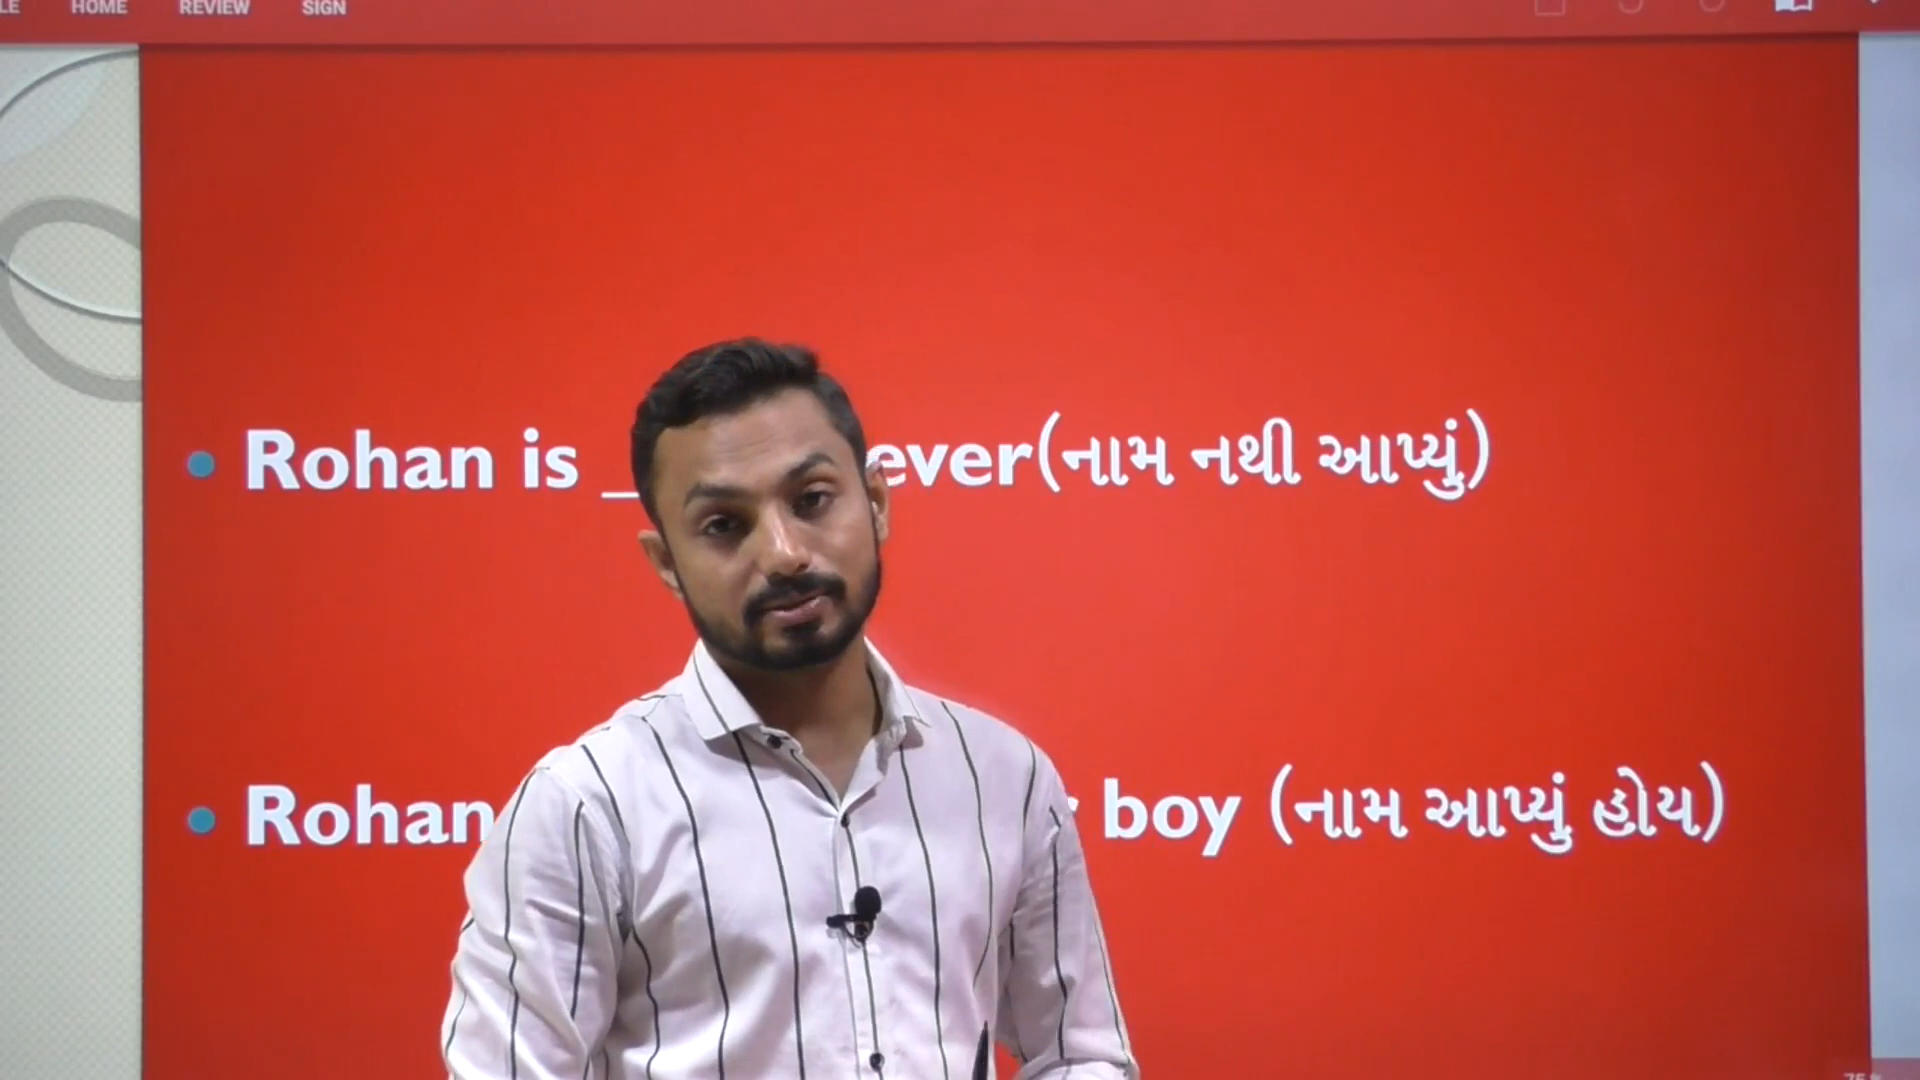 HOME REVIEW SIGN
Rohan is _ ever(નામ નથી આપ્યું)
Rohan boy (નામ આપ્યું હોય)